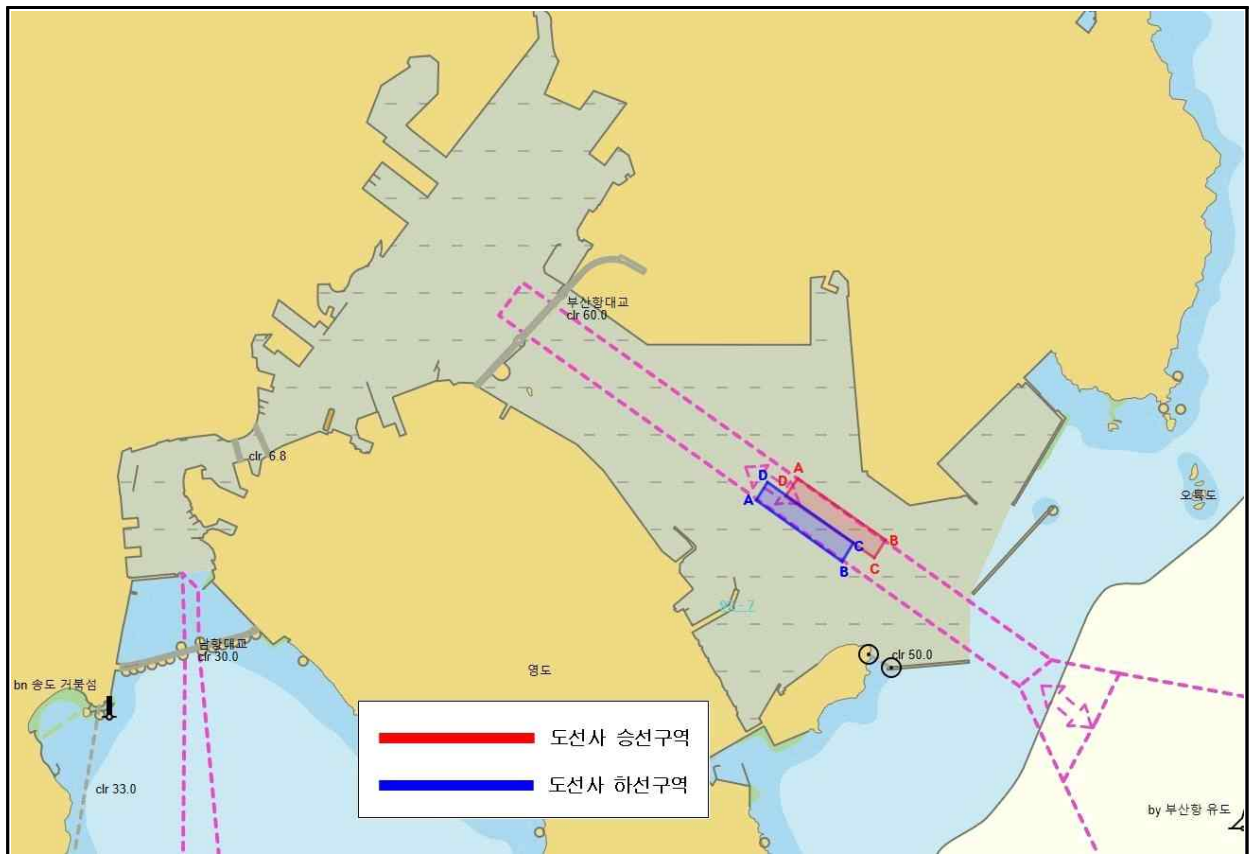 부산항대교
clr 60.0
clr 6.8
A
D
D
A
B
C
B
C
오륙도
남항대교
clr 30.0
clr 50.0
영도
bn 송도 거북섬
도선사 승선구역
도선사 하선구역
clr 33.0
by 부산항 유도